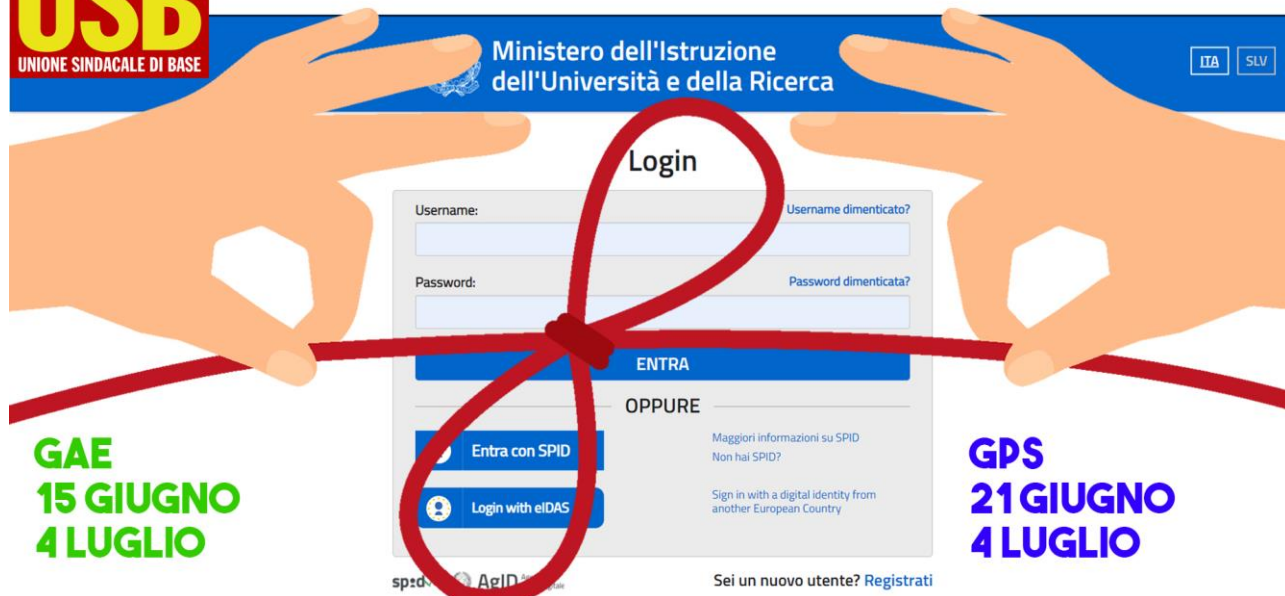 USB
UNIONE SINDACALE DI BASE
Ministero dell'Istruzione
dell'Università e della Ricerca
ITA SLV
Login
Username: Username dimenticato?
Password: Password dimenticata?
ENTRA
OPPURE
Entra con SPID
Maggiori informazioni su SPID
Non hai SPID?
Login with eIDAS
Sign in with a digital identity from
another European Country
GAE
15 GIUGNO
4 LUGLIO
GPS
21 GIUGNO
4 LUGLIO
sp:d AgID
Sei un nuovo utente? Registrati